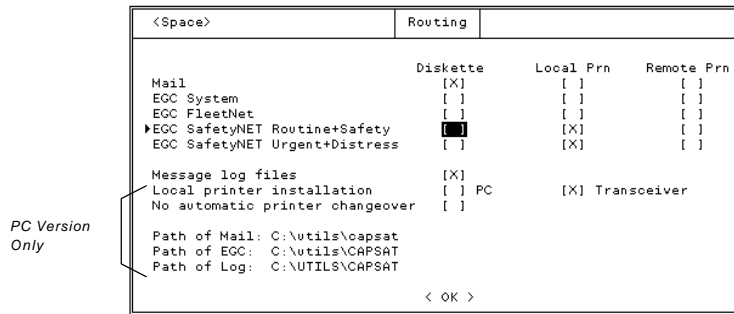 <Space> Routing
Diskette Local Prn Remote Prn
Mail [X] [ ] [ ]
EGC System [ ] [ ] [ ]
EGC FleetNet [ ] [ ] [ ]
▶EGC SafetyNET Routine+Safety [ ] [X] [ ]
EGC SafetyNET Urgent+Distress [ ] [X] [ ]
Message log files [X]
Local printer installation [ ] PC [X] Transceiver
No automatic printer changeover [ ]
PC Version
Only
Path of Mail: C:\utils\capsat
Path of EGC: C:\utils\CAPSAT
Path of Log: C:\UTILS\CAPSAT
< OK >